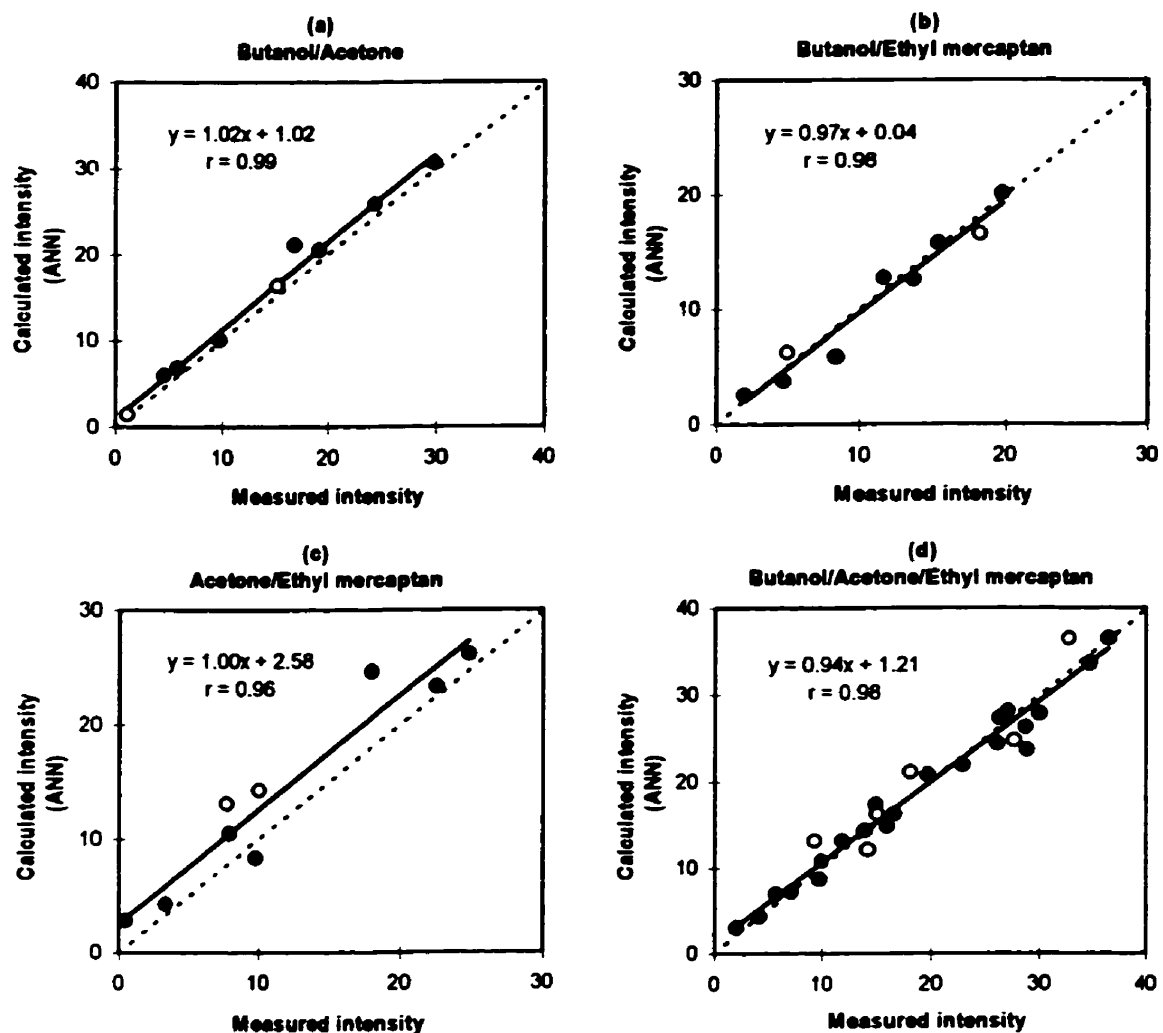 (a)
Butanol/Acetone
40
30
20
10
0
0 10 20 30 40
y = 1.02x + 1.02
r = 0.99
Calculated intensity
(ANN)
Measured intensity
(b)
Butanol/Ethyl mercaptan
30
20
10
0
0 10 20 30
y = 0.97x + 0.04
r = 0.98
Calculated intensity
(ANN)
Measured intensity
(c)
Acetone/Ethyl mercaptan
30
20
10
0
0 10 20 30
y = 1.00x + 2.58
r = 0.96
Calculated intensity
(ANN)
Measured intensity
(d)
Butanol/Acetone/Ethyl mercaptan
40
30
20
10
0
0 10 20 30 40
y = 0.94x + 1.21
r = 0.98
Calculated intensity
(ANN)
Measured intensity